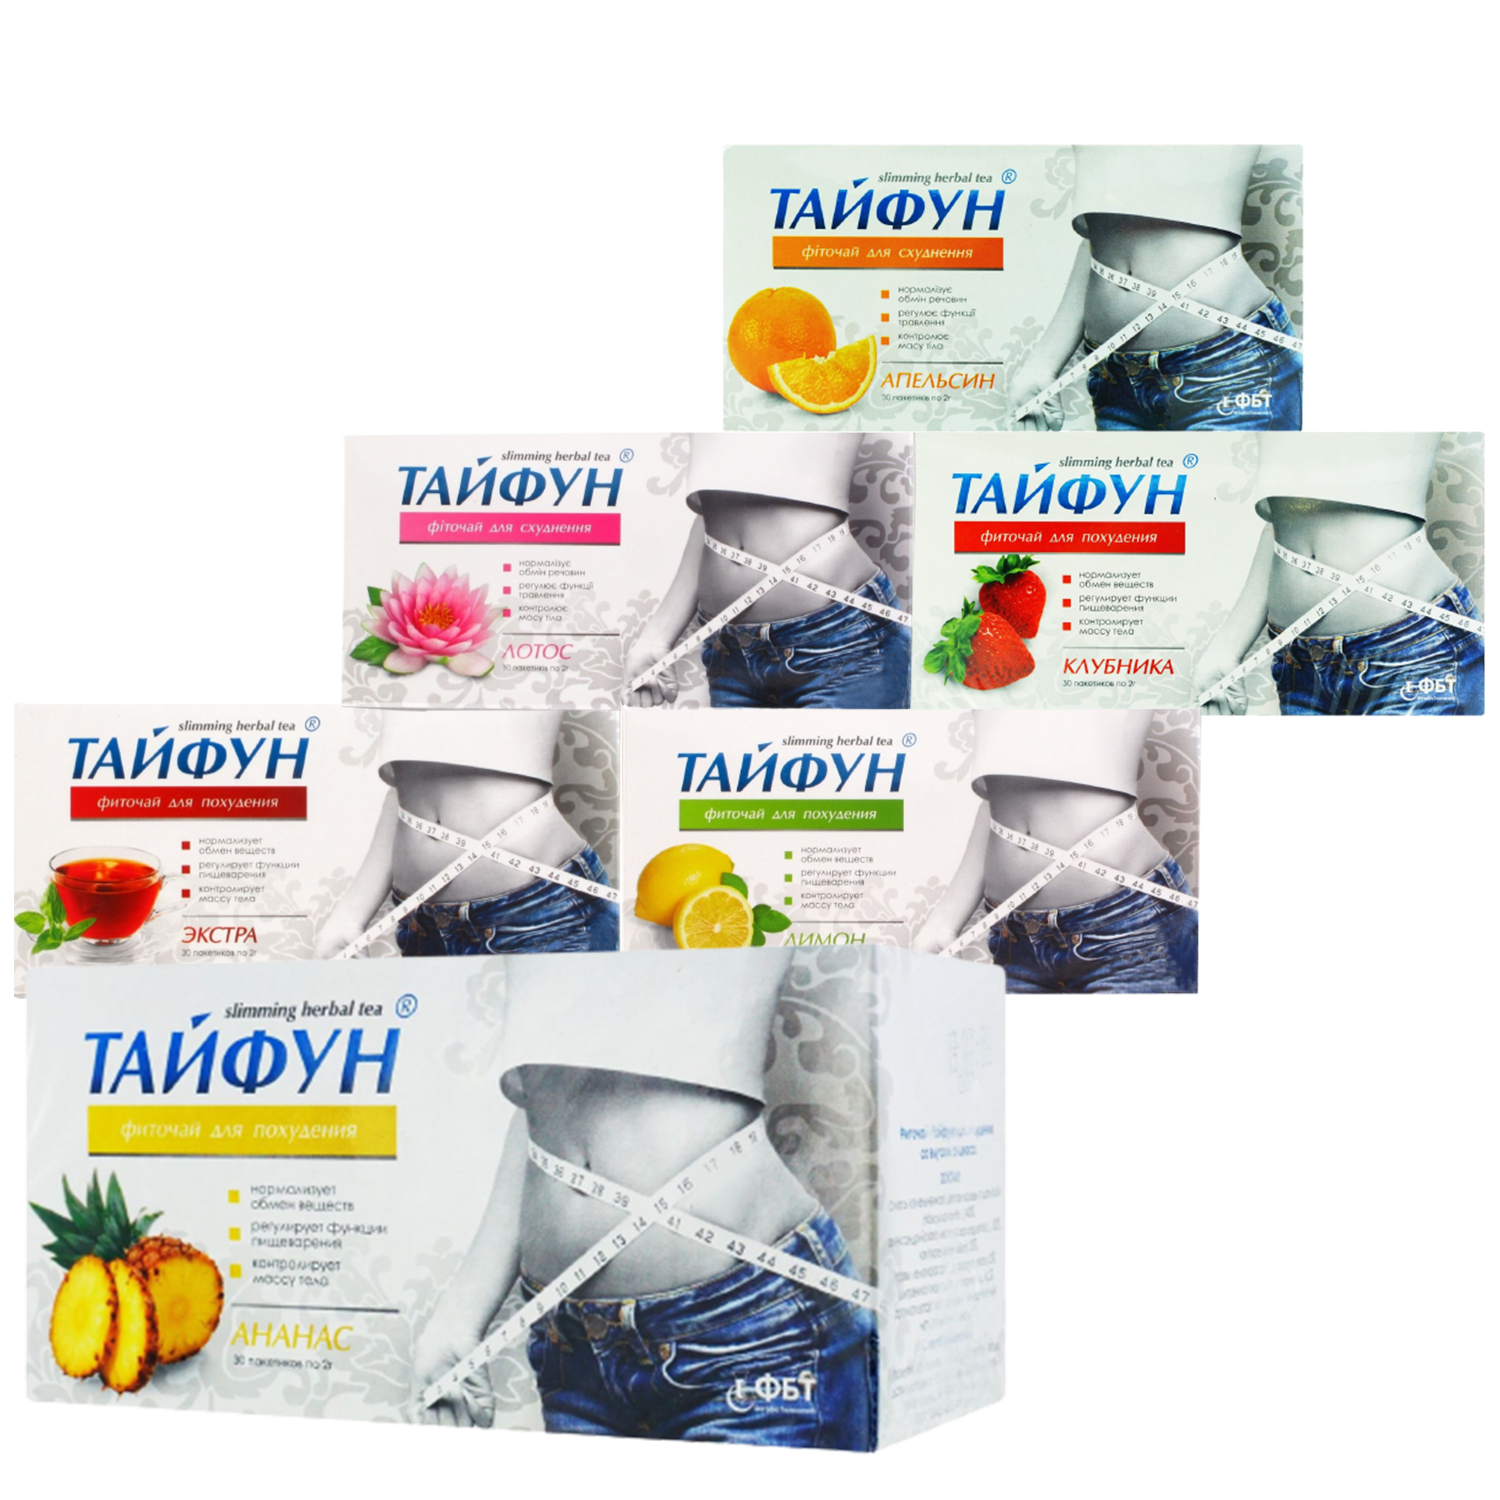 slimming herbal tea ®
ТАЙФУН
фіточай для схуднення
нормалізує
обмін речовин
регулює функції
травлення
контролює
масу тіла
АПЕЛЬСИН
30 пакетиків по 2г
ФБТ
slimming herbal tea ®
ТАЙФУН
фіточай для схуднення
нормалізує
обмін речовин
регулює функції
травлення
контролює
масу тіла
ЛОТОС
30 пакетиків по 2г
slimming herbal tea ®
ТАЙФУН
фиточай для похудения
нормализует
обмен веществ
регулирует функции
пищеварения
контролирует
массу тела
КЛУБНИКА
30 пакетиков по 2г
ФБТ
slimming herbal tea ®
ТАЙФУН
фиточай для похудения
нормализует
обмен веществ
регулирует функции
пищеварения
контролирует
массу тела
ЭКСТРА
30 пакетиков по 2г
slimming herbal tea ®
ТАЙФУН
фиточай для похудения
нормализует
обмен веществ
регулирует функции
пищеварения
контролирует
массу тела
ЛИМОН
slimming herbal tea ®
ТАЙФУН
фиточай для похудения
нормализует
обмен веществ
регулирует функции
пищеварения
контролирует
массу тела
АНАНАС
30 пакетиков по 2г
ФБТ